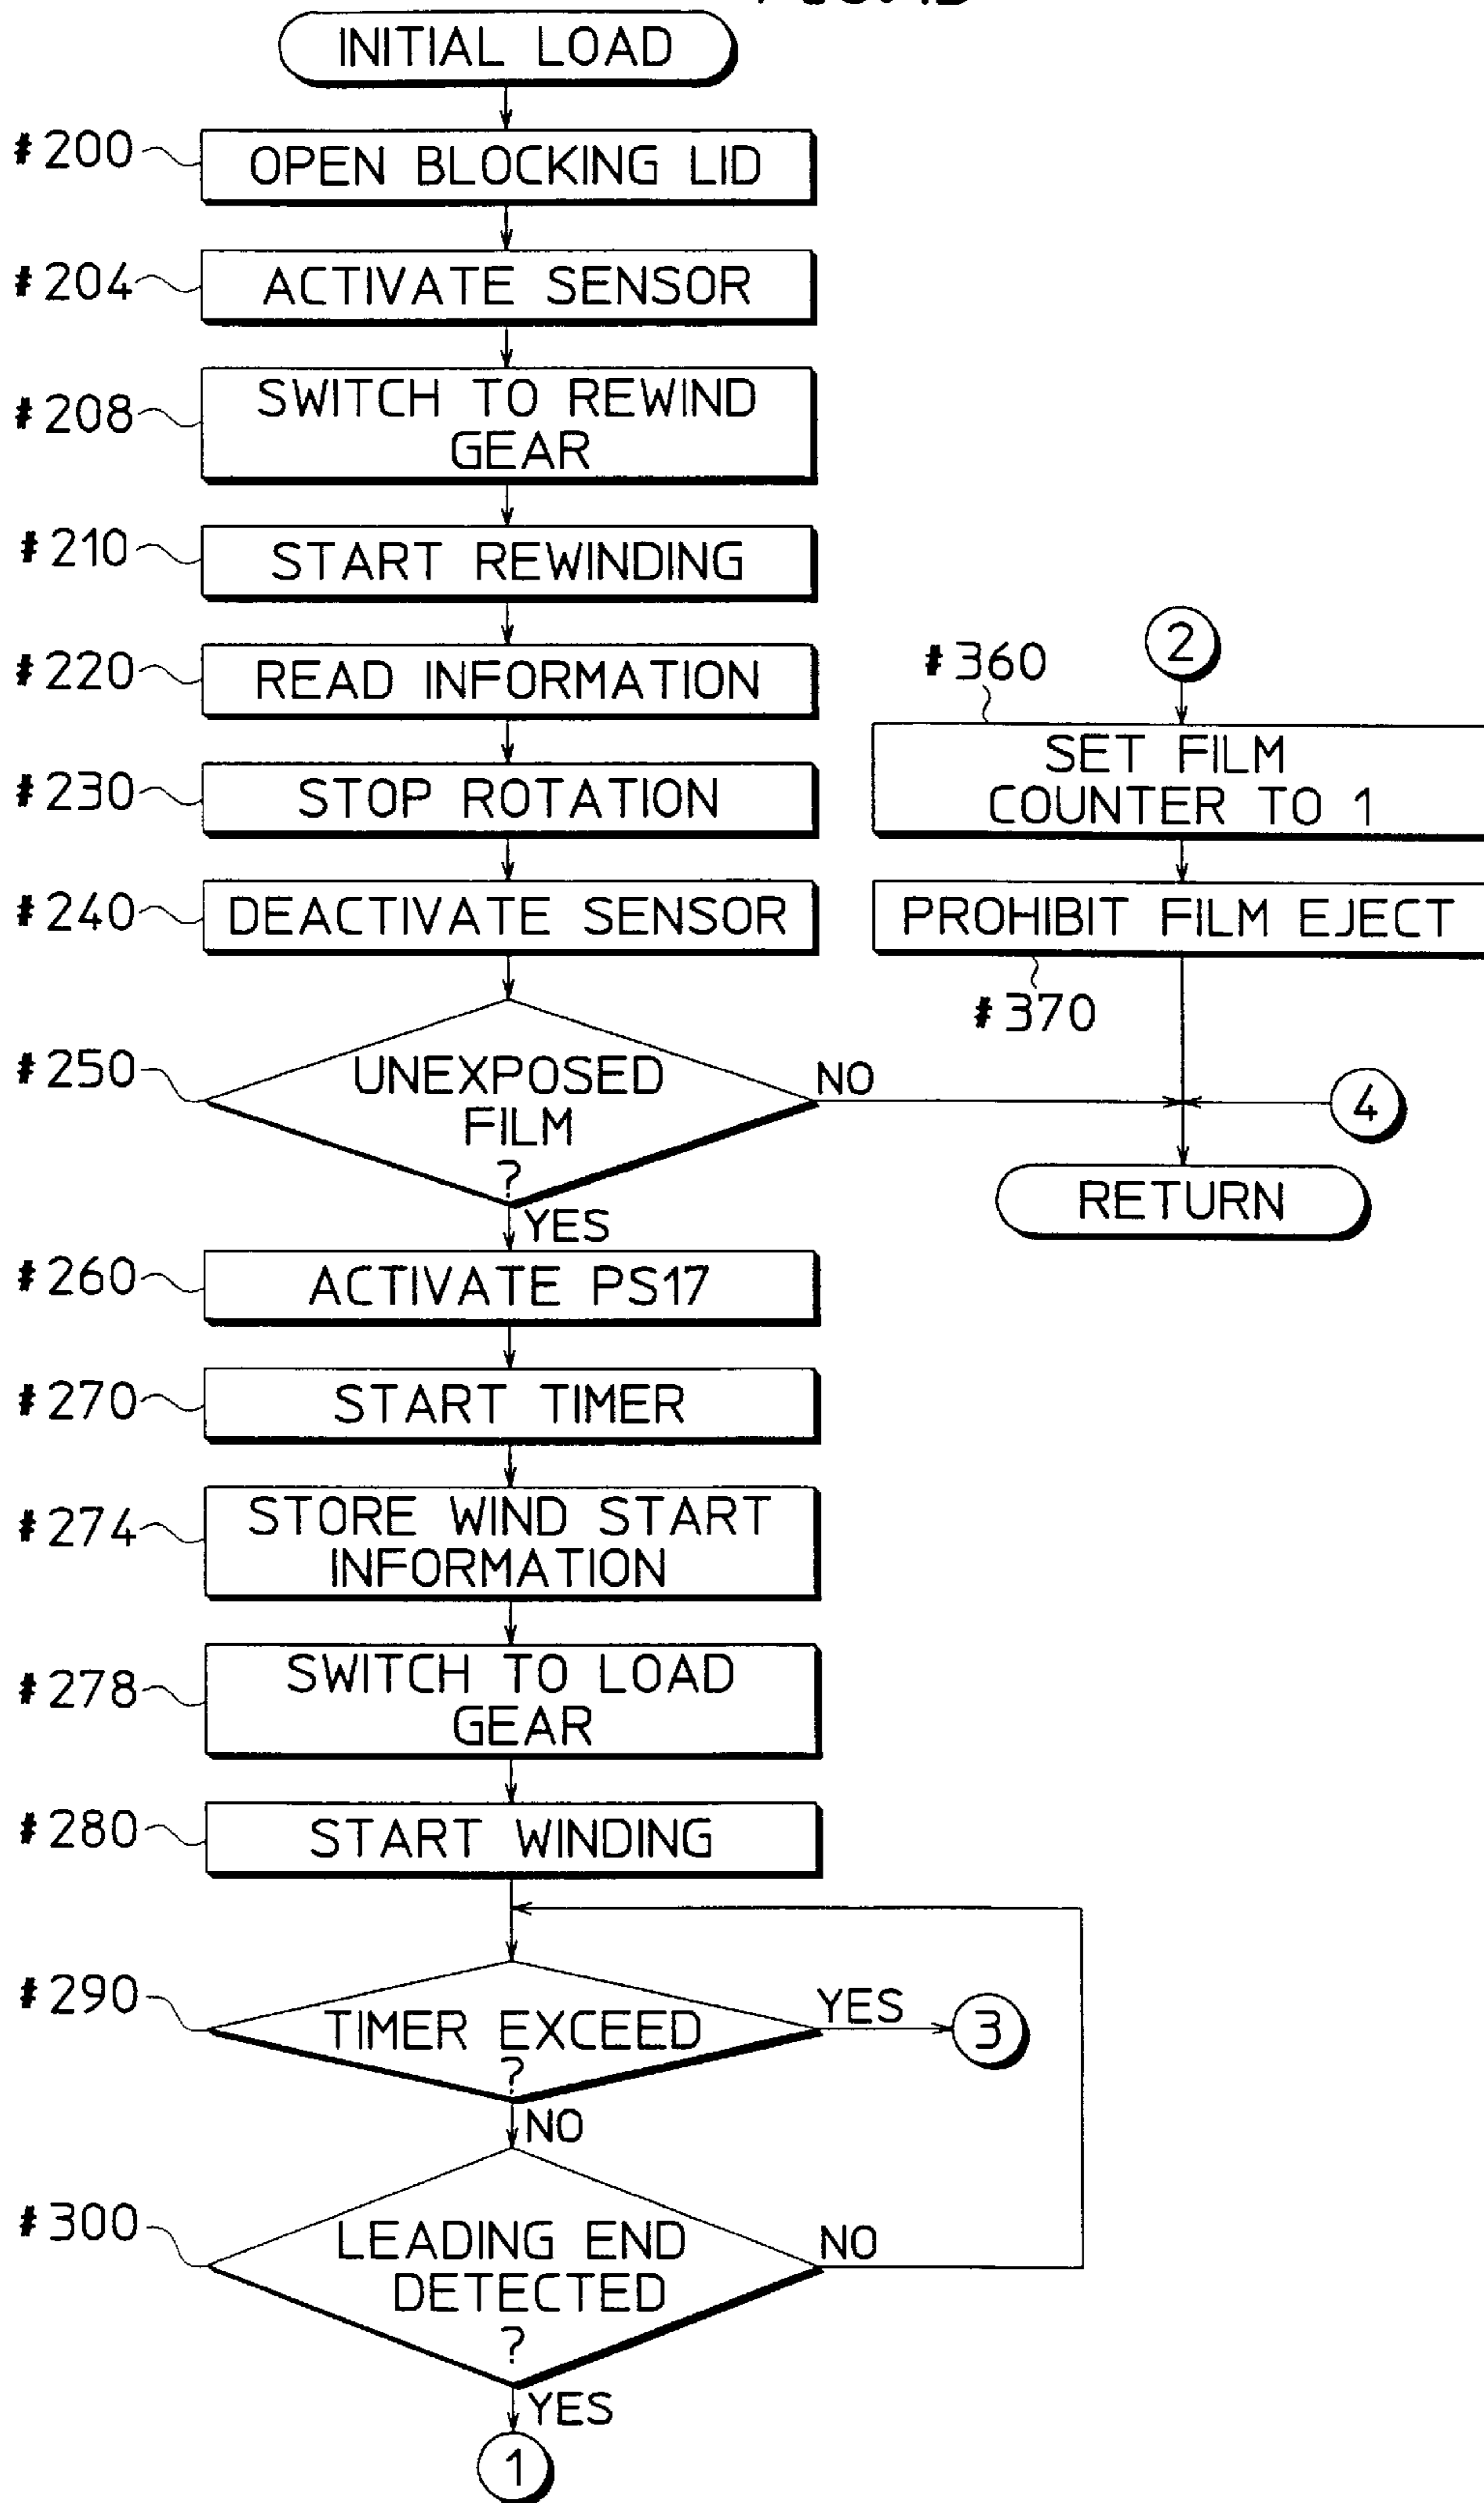 INITIAL LOAD
#200
OPEN BLOCKING LID
#204
ACTIVATE SENSOR
#208
SWITCH TO REWIND
GEAR
#210
START REWINDING
#220
READ INFORMATION
#230
STOP ROTATION
#240
DEACTIVATE SENSOR
#250
UNEXPOSED
FILM
?
NO
YES
#260
ACTIVATE PS17
#270
START TIMER
#274
STORE WIND START
INFORMATION
#278
SWITCH TO LOAD
GEAR
#280
START WINDING
#290
TIMER EXCEED
?
YES
3
NO
#300
LEADING END
DETECTED
?
NO
YES
1
2
#360
SET FILM
COUNTER TO 1
PROHIBIT FILM EJECT
#370
4
RETURN